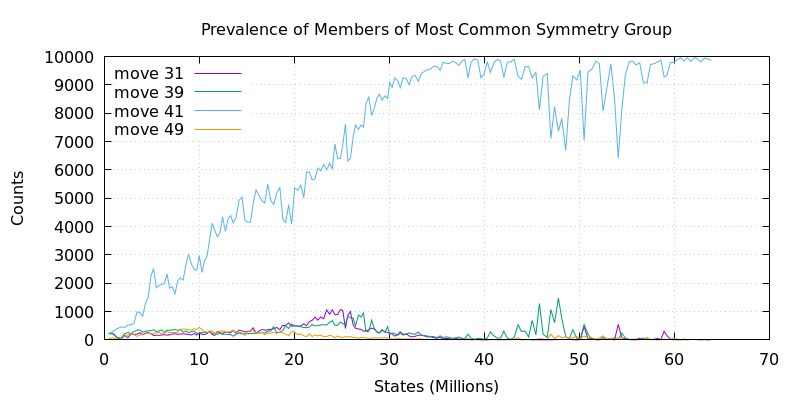 Prevalence of Members of Most Common Symmetry Group
10000
9000
8000
7000
6000
5000
4000
3000
2000
1000
0
Counts
move 31
move 39
move 41
move 49
0 10 20 30 40 50 60 70
States (Millions)